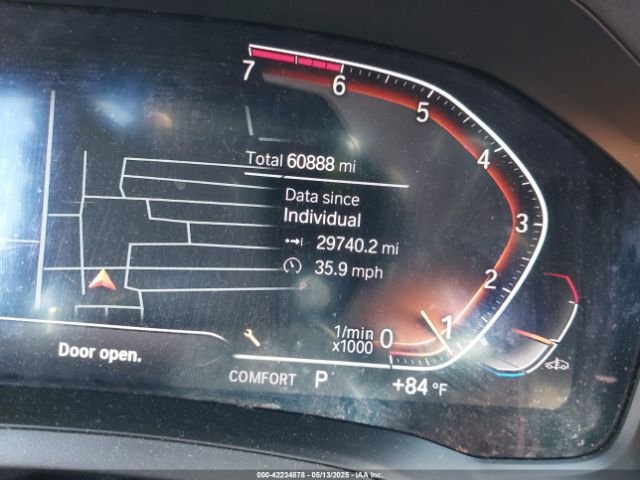 7
6
5
4
3
2
1
0
Total 60888 mi
Data since
Individual
29740.2 mi
35.9 mph
1/min
x1000
Door open.
COMFORT P +84 °F
000-42234878 - 05/13/2025 - IAA Inc.